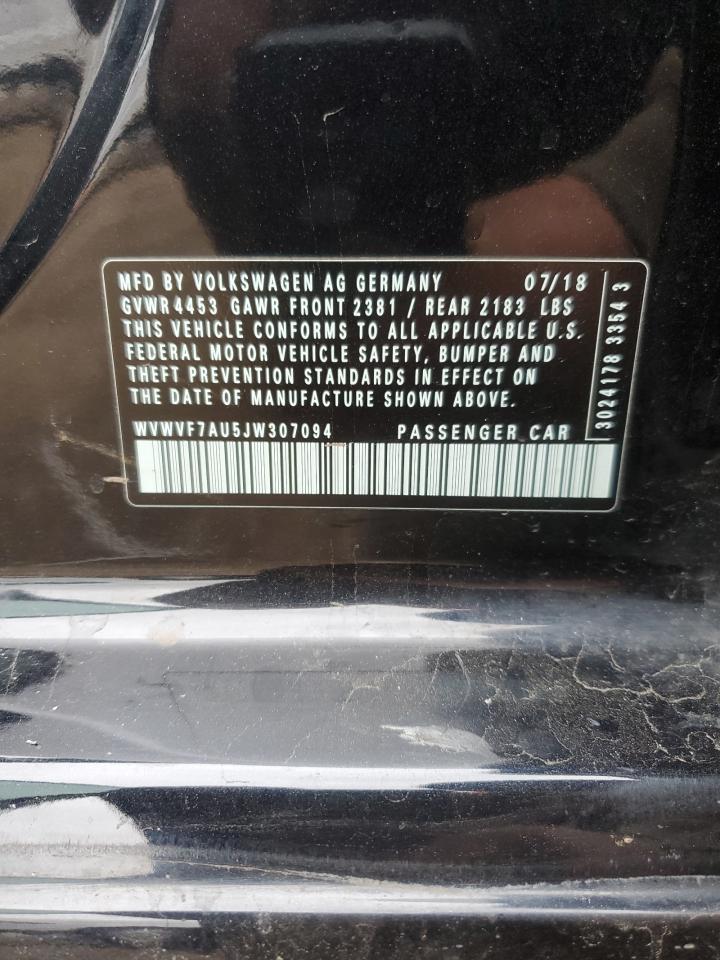 MFD BY VOLKSWAGEN AG GERMANY 07/18
GVWR 4453 GAWR FRONT 2381 / REAR 2183 LBS
THIS VEHICLE CONFORMS TO ALL APPLICABLE U.S.
FEDERAL MOTOR VEHICLE SAFETY, BUMPER AND
THEFT PREVENTION STANDARDS IN EFFECT ON
THE DATE OF MANUFACTURE SHOWN ABOVE.
WVWVF7AU5JW307094 PASSENGER CAR
3024178 3354 3